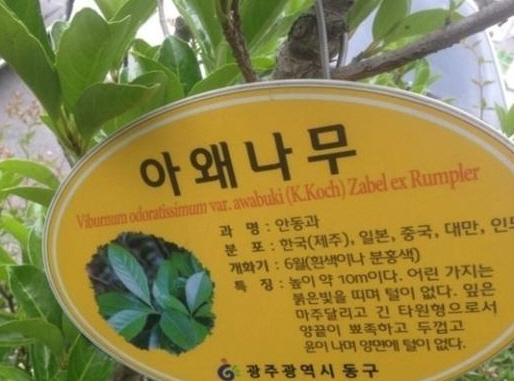 아왜나무
Viburnum odoratissimum var. awabuki (K.Koch) Zabel ex Rumpler
과 명 : 안동과
분 포 : 한국(제주), 일본, 중국, 대만, 인도
개화기 : 6월(흰색이나 분홍색)
특 징 : 높이 약 10m이다. 어린 가지는
붉은빛을 띠며 털이 없다. 잎은
마주달리고 긴 타원형으로서
양끝이 뾰족하고 두껍고
윤이 나며 양면에 털이 없다.
광주광역시 동구